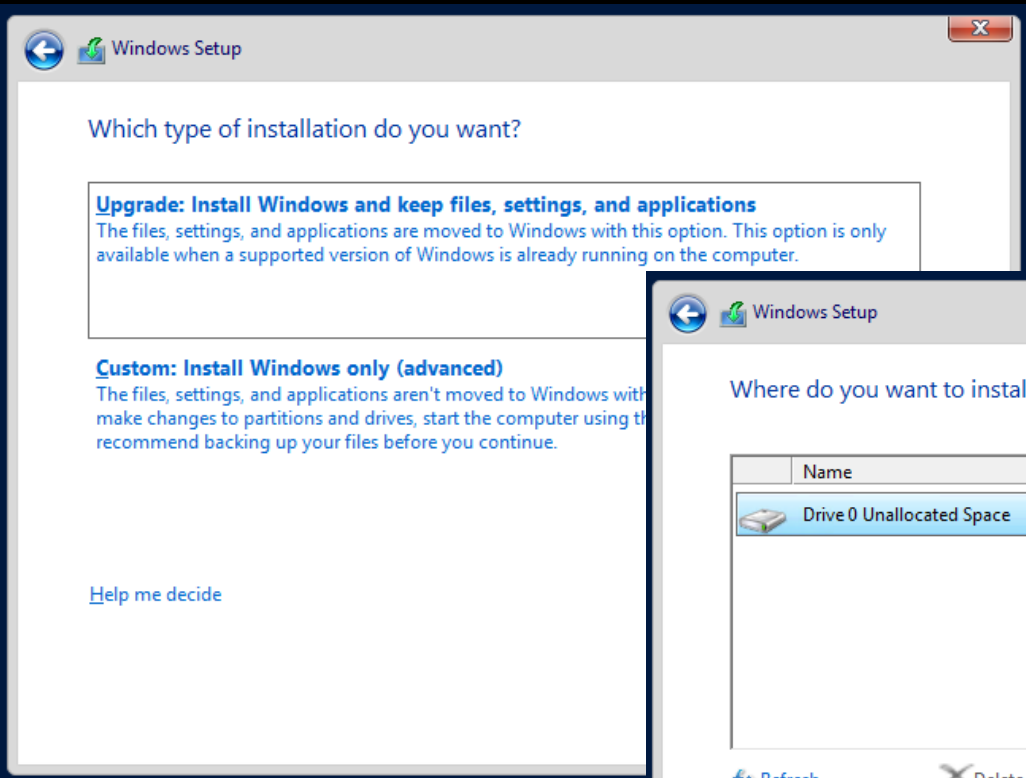 Windows Setup
Which type of installation do you want?
Upgrade: Install Windows and keep files, settings, and applications
The files, settings, and applications are moved to Windows with this option. This option is only
available when a supported version of Windows is already running on the computer.
Custom: Install Windows only (advanced)
The files, settings, and applications aren't moved to Windows with
make changes to partitions and drives, start the computer using
recommend backing up your files before you continue.
Help me decide
Windows Setup
Where do you want to instal
Name
Drive 0 Unallocated Space
Refresh
Delete